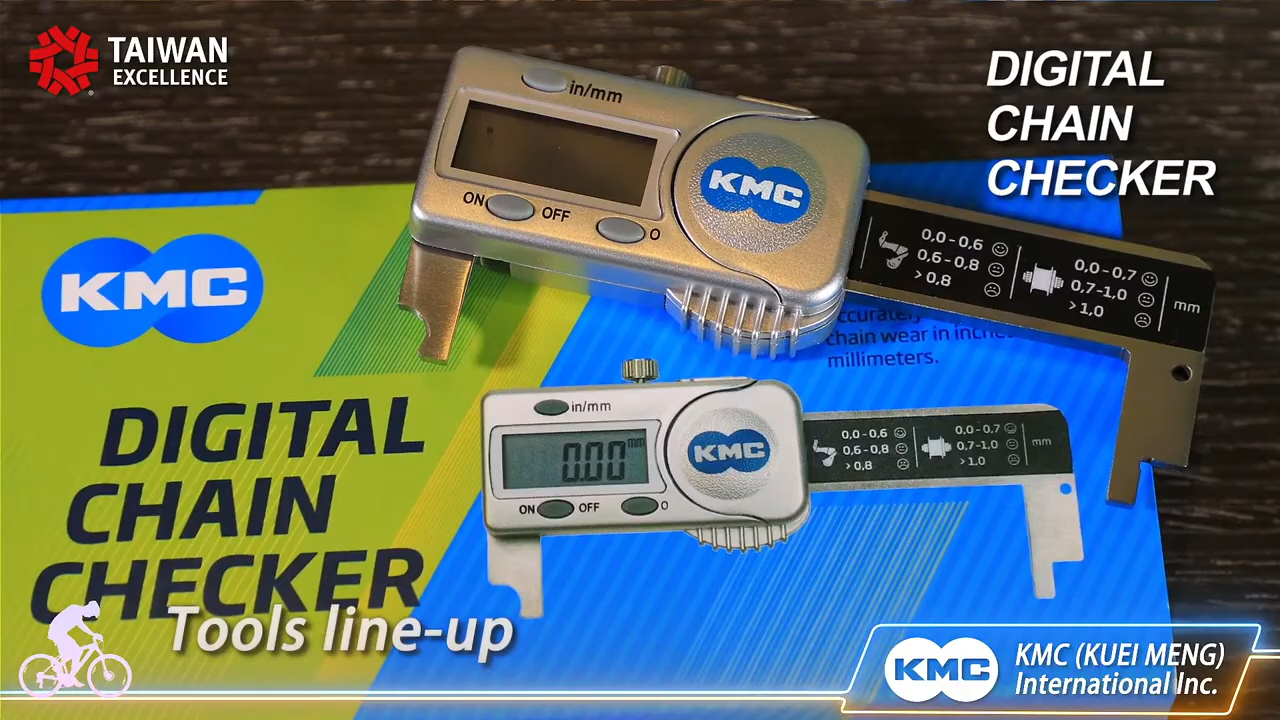 TAIWAN
EXCELLENCE
DIGITAL
CHAIN
CHECKER
in/mm
ON
OFF
O
KMC
0,0 - 0,6
0,6 - 0,8
> 0,8
0,0 - 0,7
0,7-1,0
> 1,0
mm
KMC
DIGITAL
CHAIN
CHECKER
accurately
chain wear in inches
millimeters.
in/mm
0.00 mm
ON
OFF
O
KMC
0,0 - 0,6
0,6 - 0,8
> 0,8
0,0 - 0,7
0,7-1,0
> 1,0
mm
Tools line-up
KMC
KMC (KUEI MENG)
International Inc.